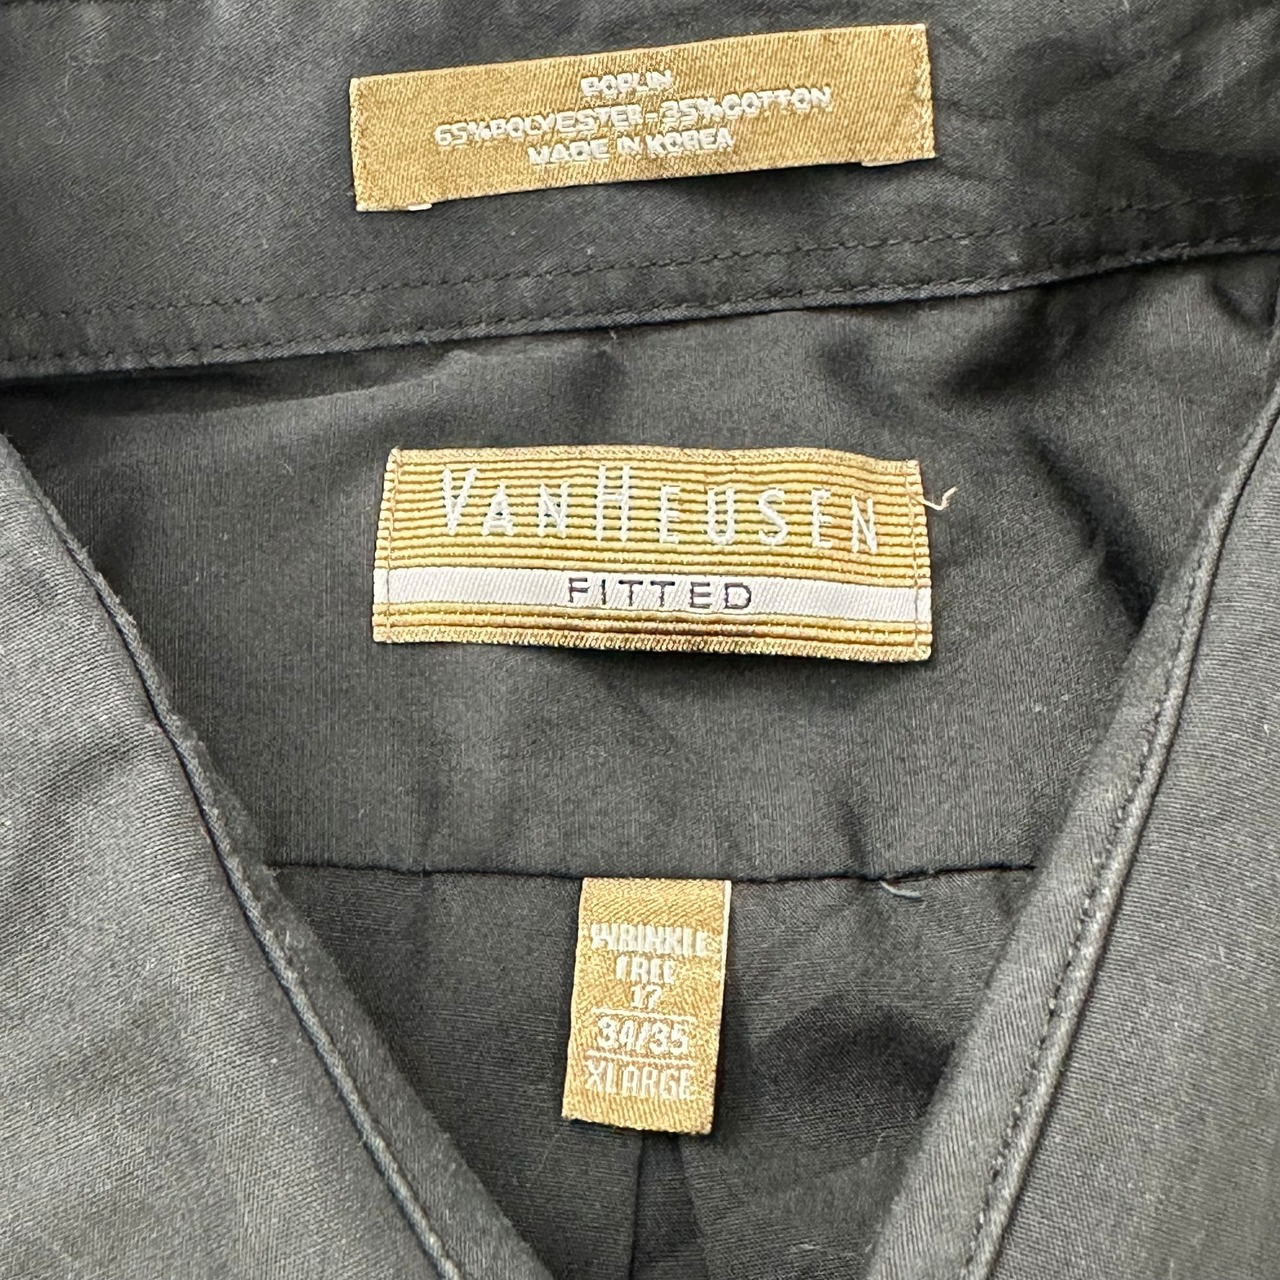 POPLIN
65%POLYESTER-35%COTTON
MADE IN KOREA
VANHEUSEN
FITTED
WRINKLE
FREE
17
34/35
XLARGE